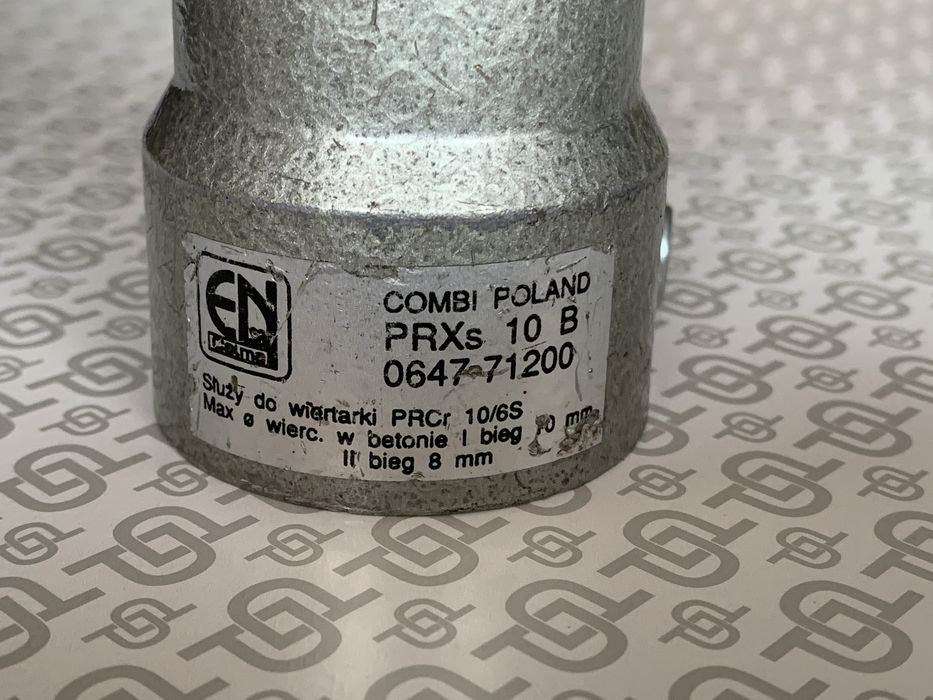 EN
COMBI POLAND
PRXs 10 B
0647-71200
Służy do wiertarki PRCr 10/6S
Max ø wierc. w betonie I bieg mm
II bieg 8 mm